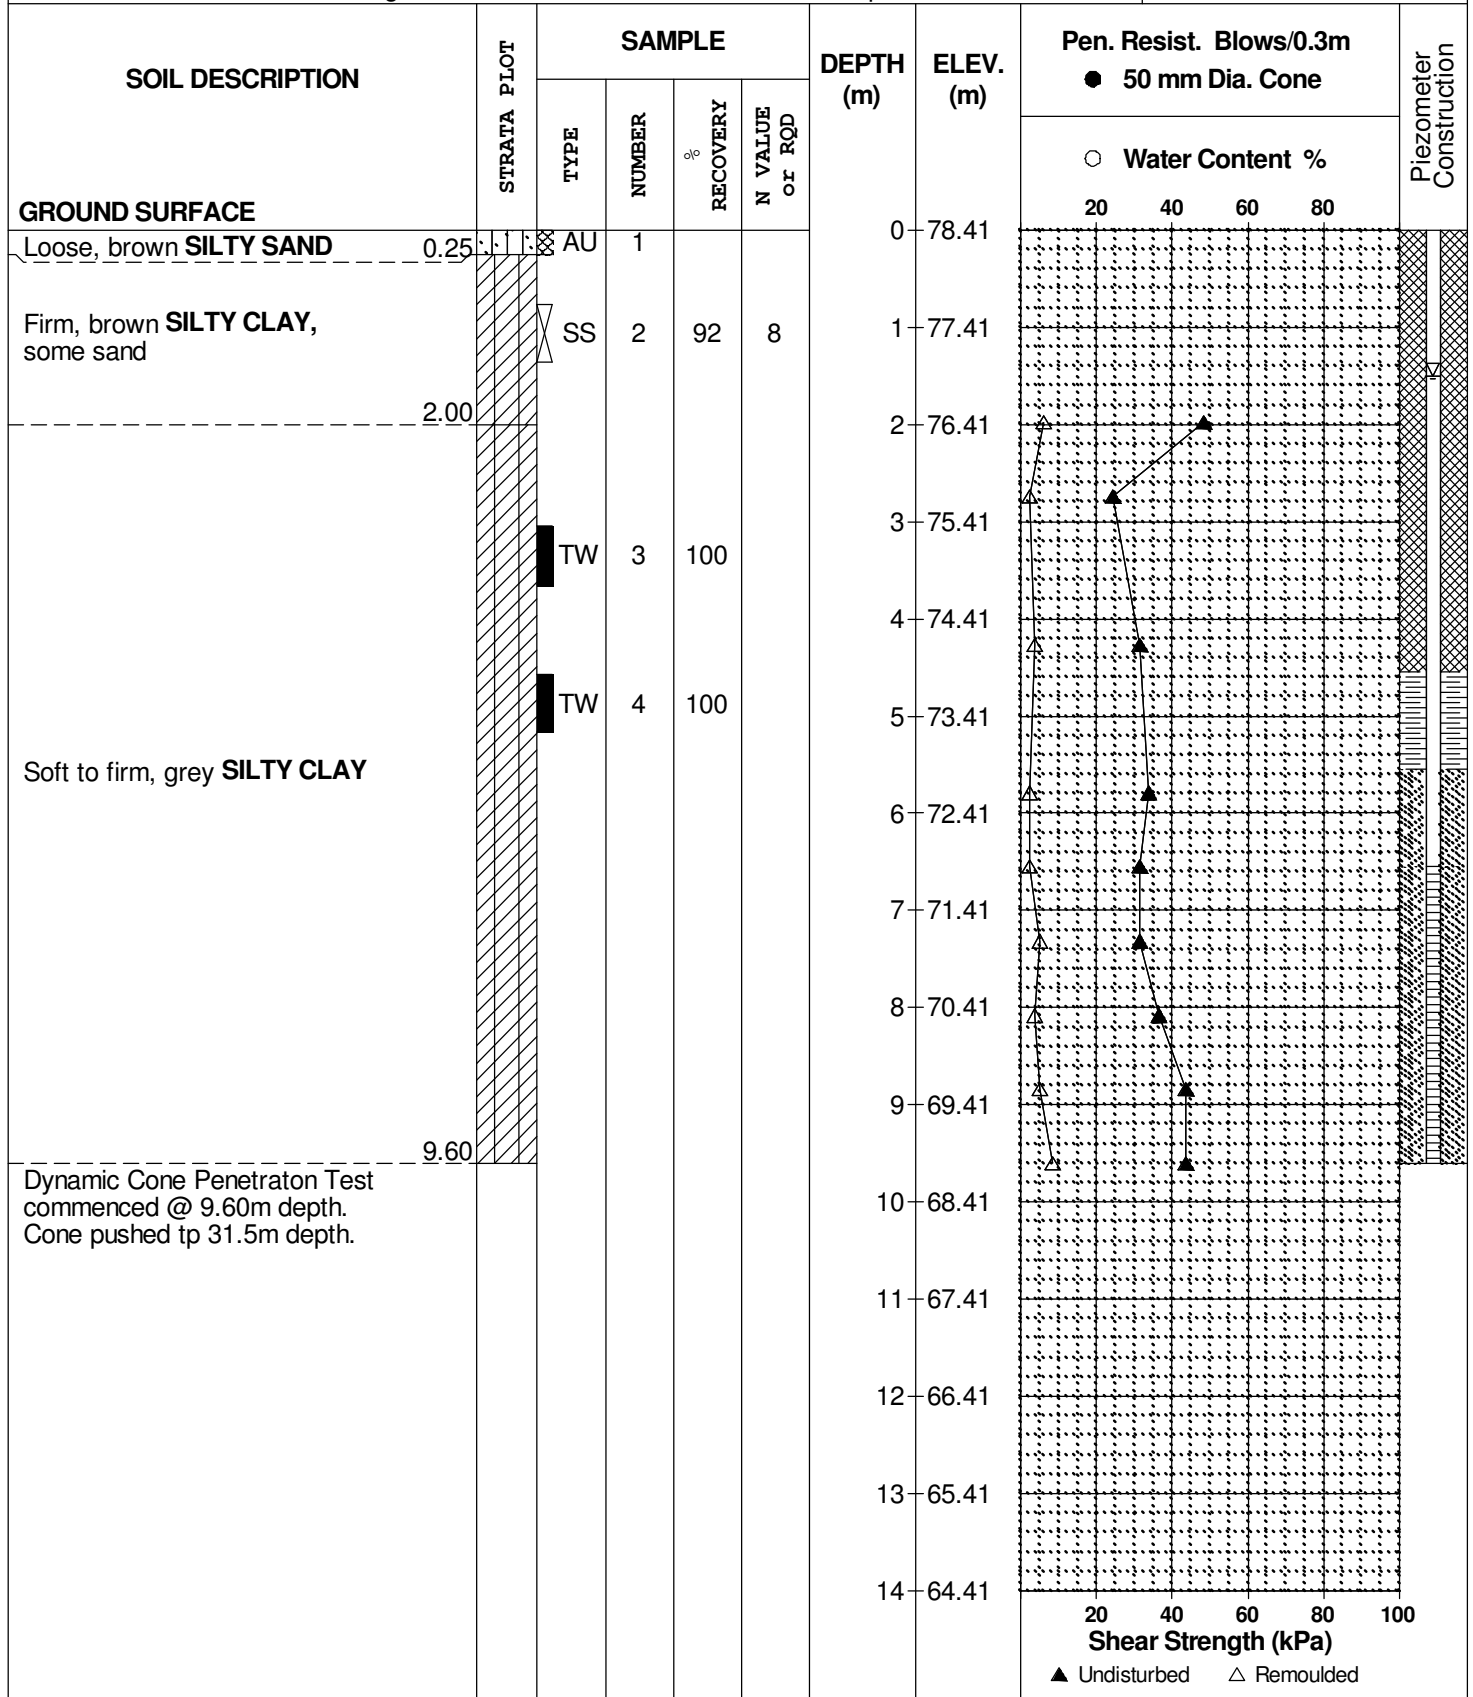 SOIL DESCRIPTION
STRATA PLOT
SAMPLE
TYPE
NUMBER
% RECOVERY
N VALUE or RQD
DEPTH (m)
ELEV. (m)
Pen. Resist. Blows/0.3m
● 50 mm Dia. Cone
○ Water Content %
Piezometer Construction
GROUND SURFACE
20 40 60 80
0 78.41
Loose, brown SILTY SAND 0.25 AU 1
Firm, brown SILTY CLAY, some sand
SS 2 92 8
1 77.41
2.00
2 76.41
3 75.41
TW 3 100
4 74.41
TW 4 100
5 73.41
Soft to firm, grey SILTY CLAY
6 72.41
7 71.41
8 70.41
9 69.41
9.60
Dynamic Cone Penetraton Test
commenced @ 9.60m depth.
Cone pushed tp 31.5m depth.
10 68.41
11 67.41
12 66.41
13 65.41
14 64.41
20 40 60 80 100
Shear Strength (kPa)
▲ Undisturbed △ Remoulded